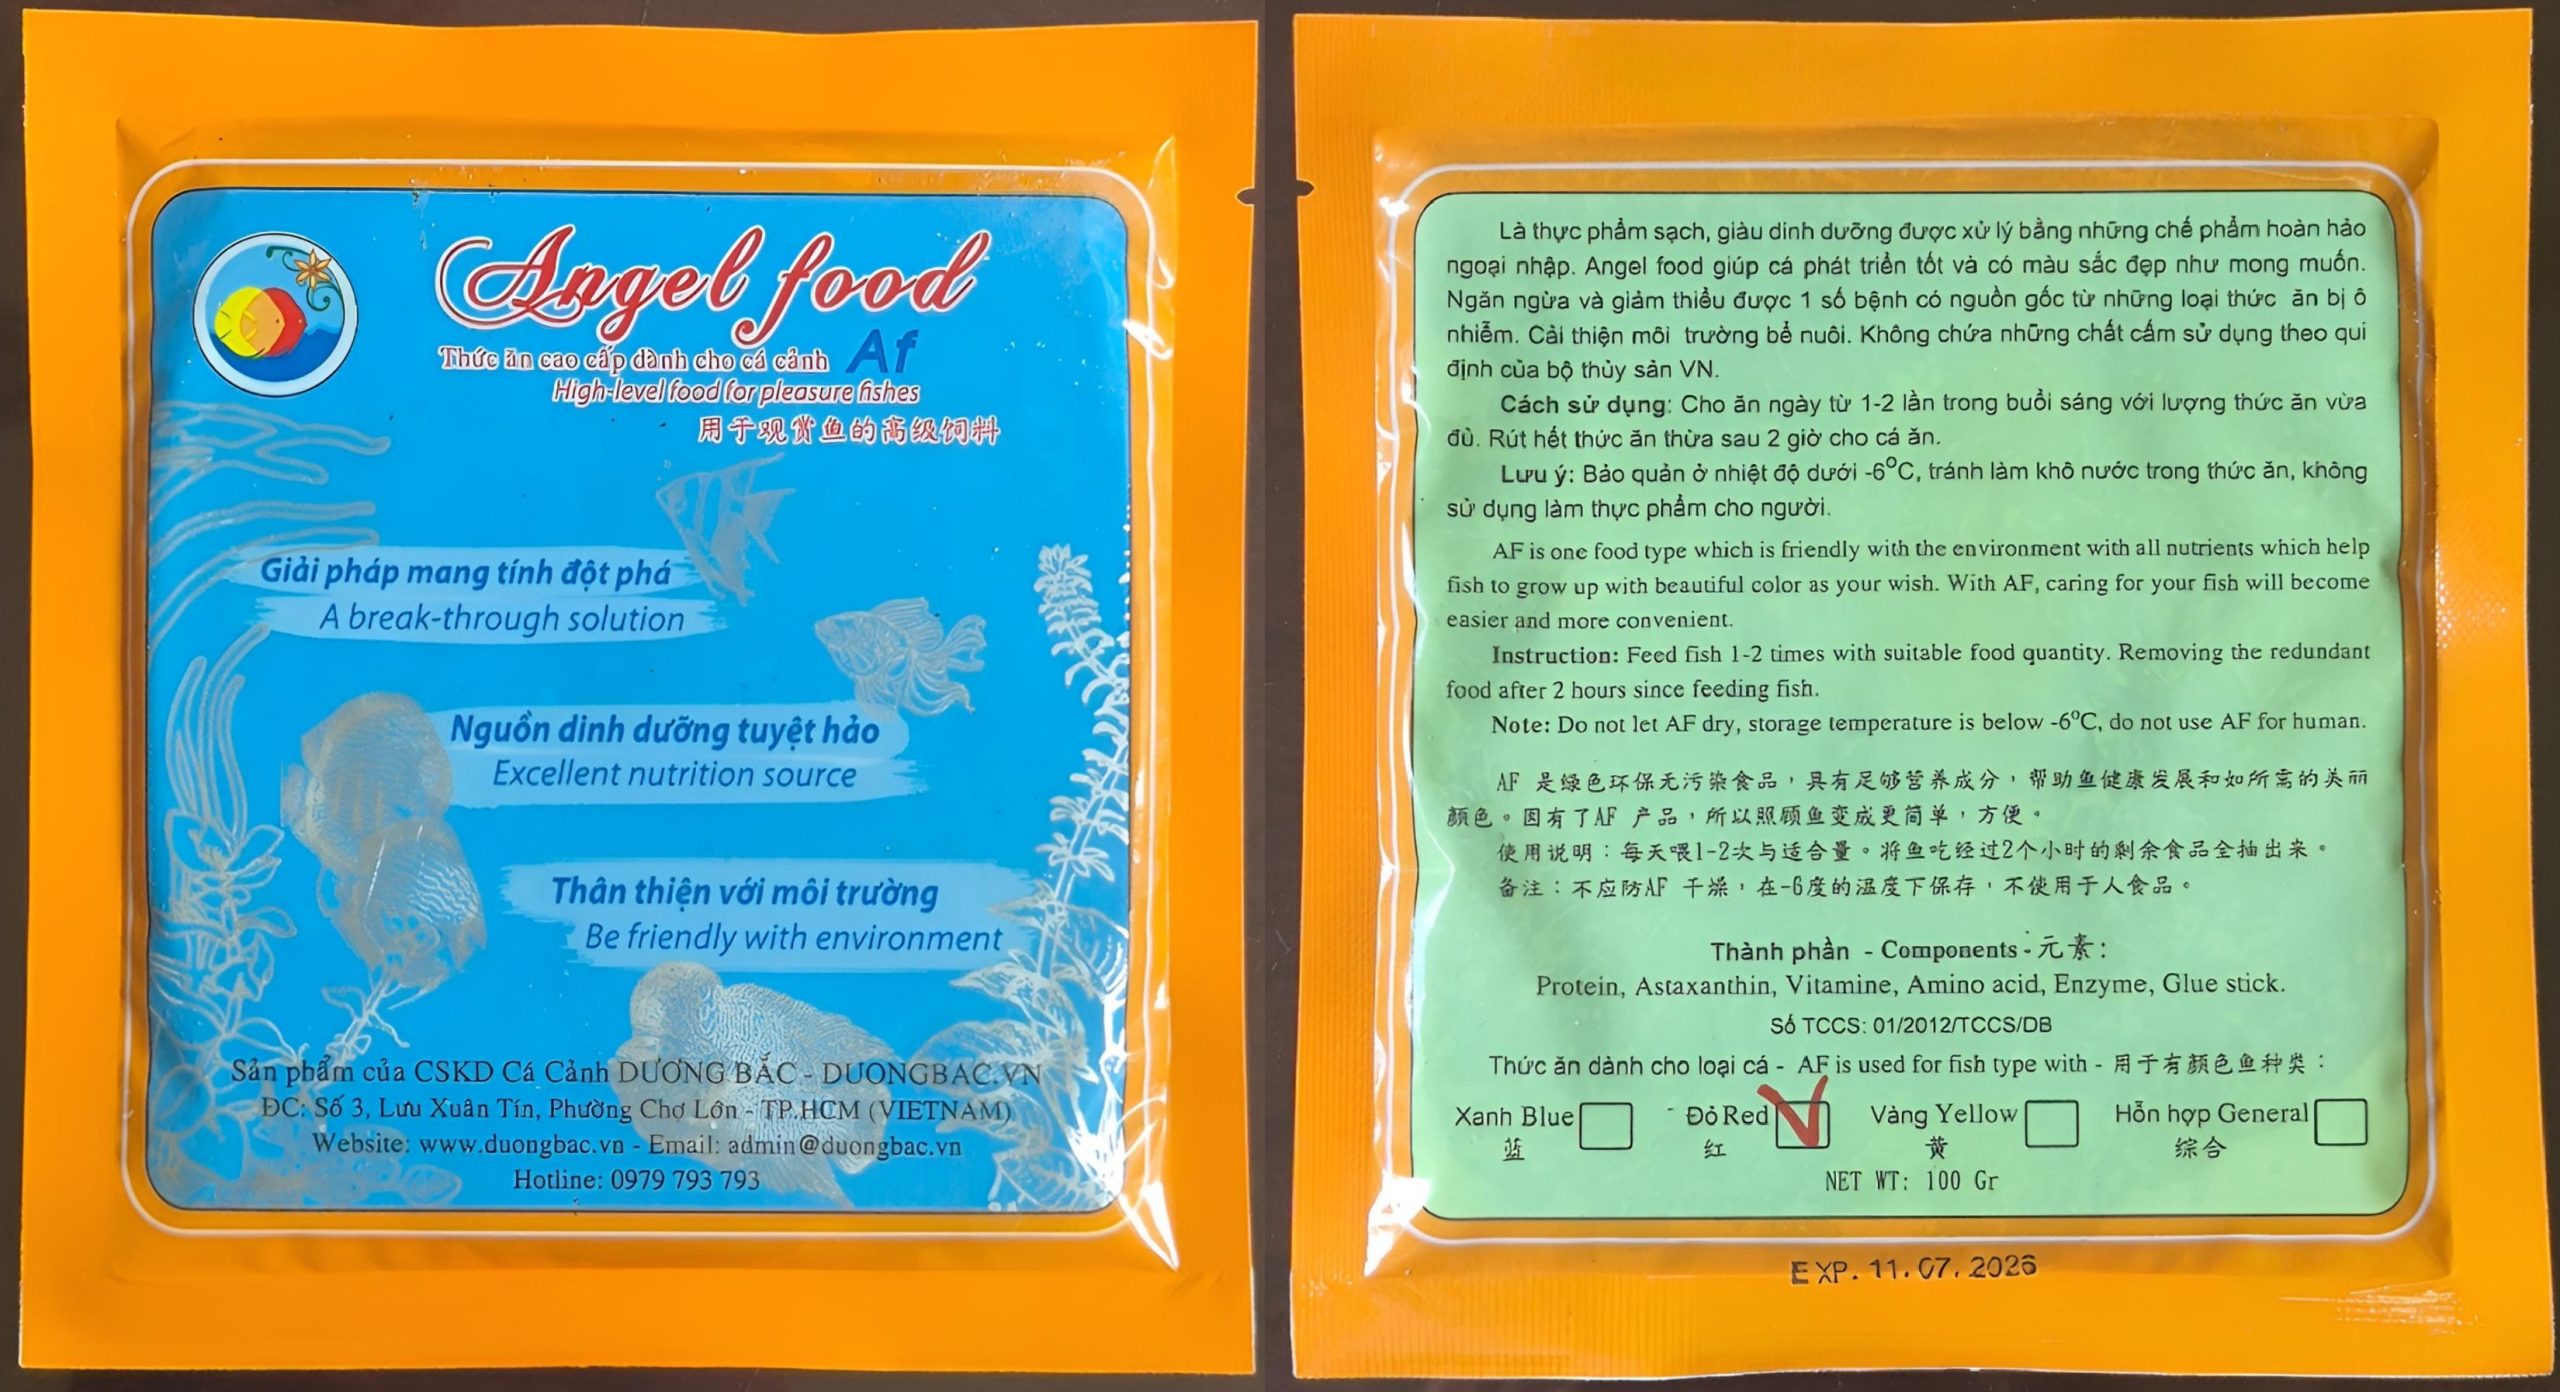 Angel food
Thức ăn cao cấp dành cho cá cảnh Af
High-level food for pleasure fishes
用于观赏鱼的高级饲料
Giải pháp mang tính đột phá
A break-through solution
Nguồn dinh dưỡng tuyệt hảo
Excellent nutrition source
Thân thiện với môi trường
Be friendly with environment
Sản phẩm của CSKD Cá Cảnh DƯƠNG BẮC - DUONGBAC.VN
ĐC: Số 3, Lưu Xuân Tín, Phường Chợ Lớn - TP.HCM (VIETNAM)
Website: www.duongbac.vn - Email: admin@duongbac.vn
Hotline: 0979 793 793
Là thực phẩm sạch, giàu dinh dưỡng được xử lý bằng những chế phẩm hoàn hảo
ngoại nhập. Angel food giúp cá phát triển tốt và có màu sắc đẹp như mong muốn.
Ngăn ngừa và giảm thiểu được 1 số bệnh có nguồn gốc từ những loại thức ăn bị ô
nhiễm. Cải thiện môi trường bể nuôi. Không chứa những chất cấm sử dụng theo qui
định của bộ thủy sản VN.
Cách sử dụng: Cho ăn ngày từ 1-2 lần trong buổi sáng với lượng thức ăn vừa
đủ. Rút hết thức ăn thừa sau 2 giờ cho cá ăn.
Lưu ý: Bảo quản ở nhiệt độ dưới -6⁰C, tránh làm khô nước trong thức ăn, không
sử dụng làm thực phẩm cho người.
AF is one food type which is friendly with the environment with all nutrients which help
fish to grow up with beautiful color as your wish. With AF, caring for your fish will become
easier and more convenient.
Instruction: Feed fish 1-2 times with suitable food quantity. Removing the redundant
food after 2 hours since feeding fish.
Note: Do not let AF dry, storage temperature is below -6⁰C, do not use AF for human.
AF 是绿色环保无污染食品，具有足够营养成分，帮助鱼健康发展和如所需的美丽
颜色。因有了AF 产品，所以照顾鱼变成更简单，方便。
使用说明：每天喂1-2次与适合量。将鱼吃经过2个小时的剩余食品全抽出来。
备注：不应防AF 干燥，在-6度的温度下保存，不使用于人食品。
Thành phần - Components - 元素：
Protein, Astaxanthin, Vitamine, Amino acid, Enzyme, Glue stick.
Số TCCS: 01/2012/TCCS/DB
Thức ăn dành cho loại cá - AF is used for fish type with - 用于有颜色鱼种类：
Xanh Blue Đỏ Red Vàng Yellow Hỗn hợp General
蓝 红 黄 综合
NET WT: 100 Gr
EXP. 11.07.2026